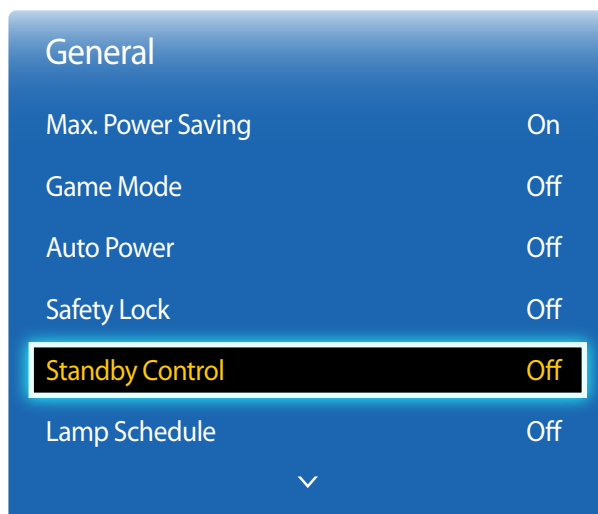 General
Max. Power Saving On
Game Mode Off
Auto Power Off
Safety Lock Off
Standby Control Off
Lamp Schedule Off